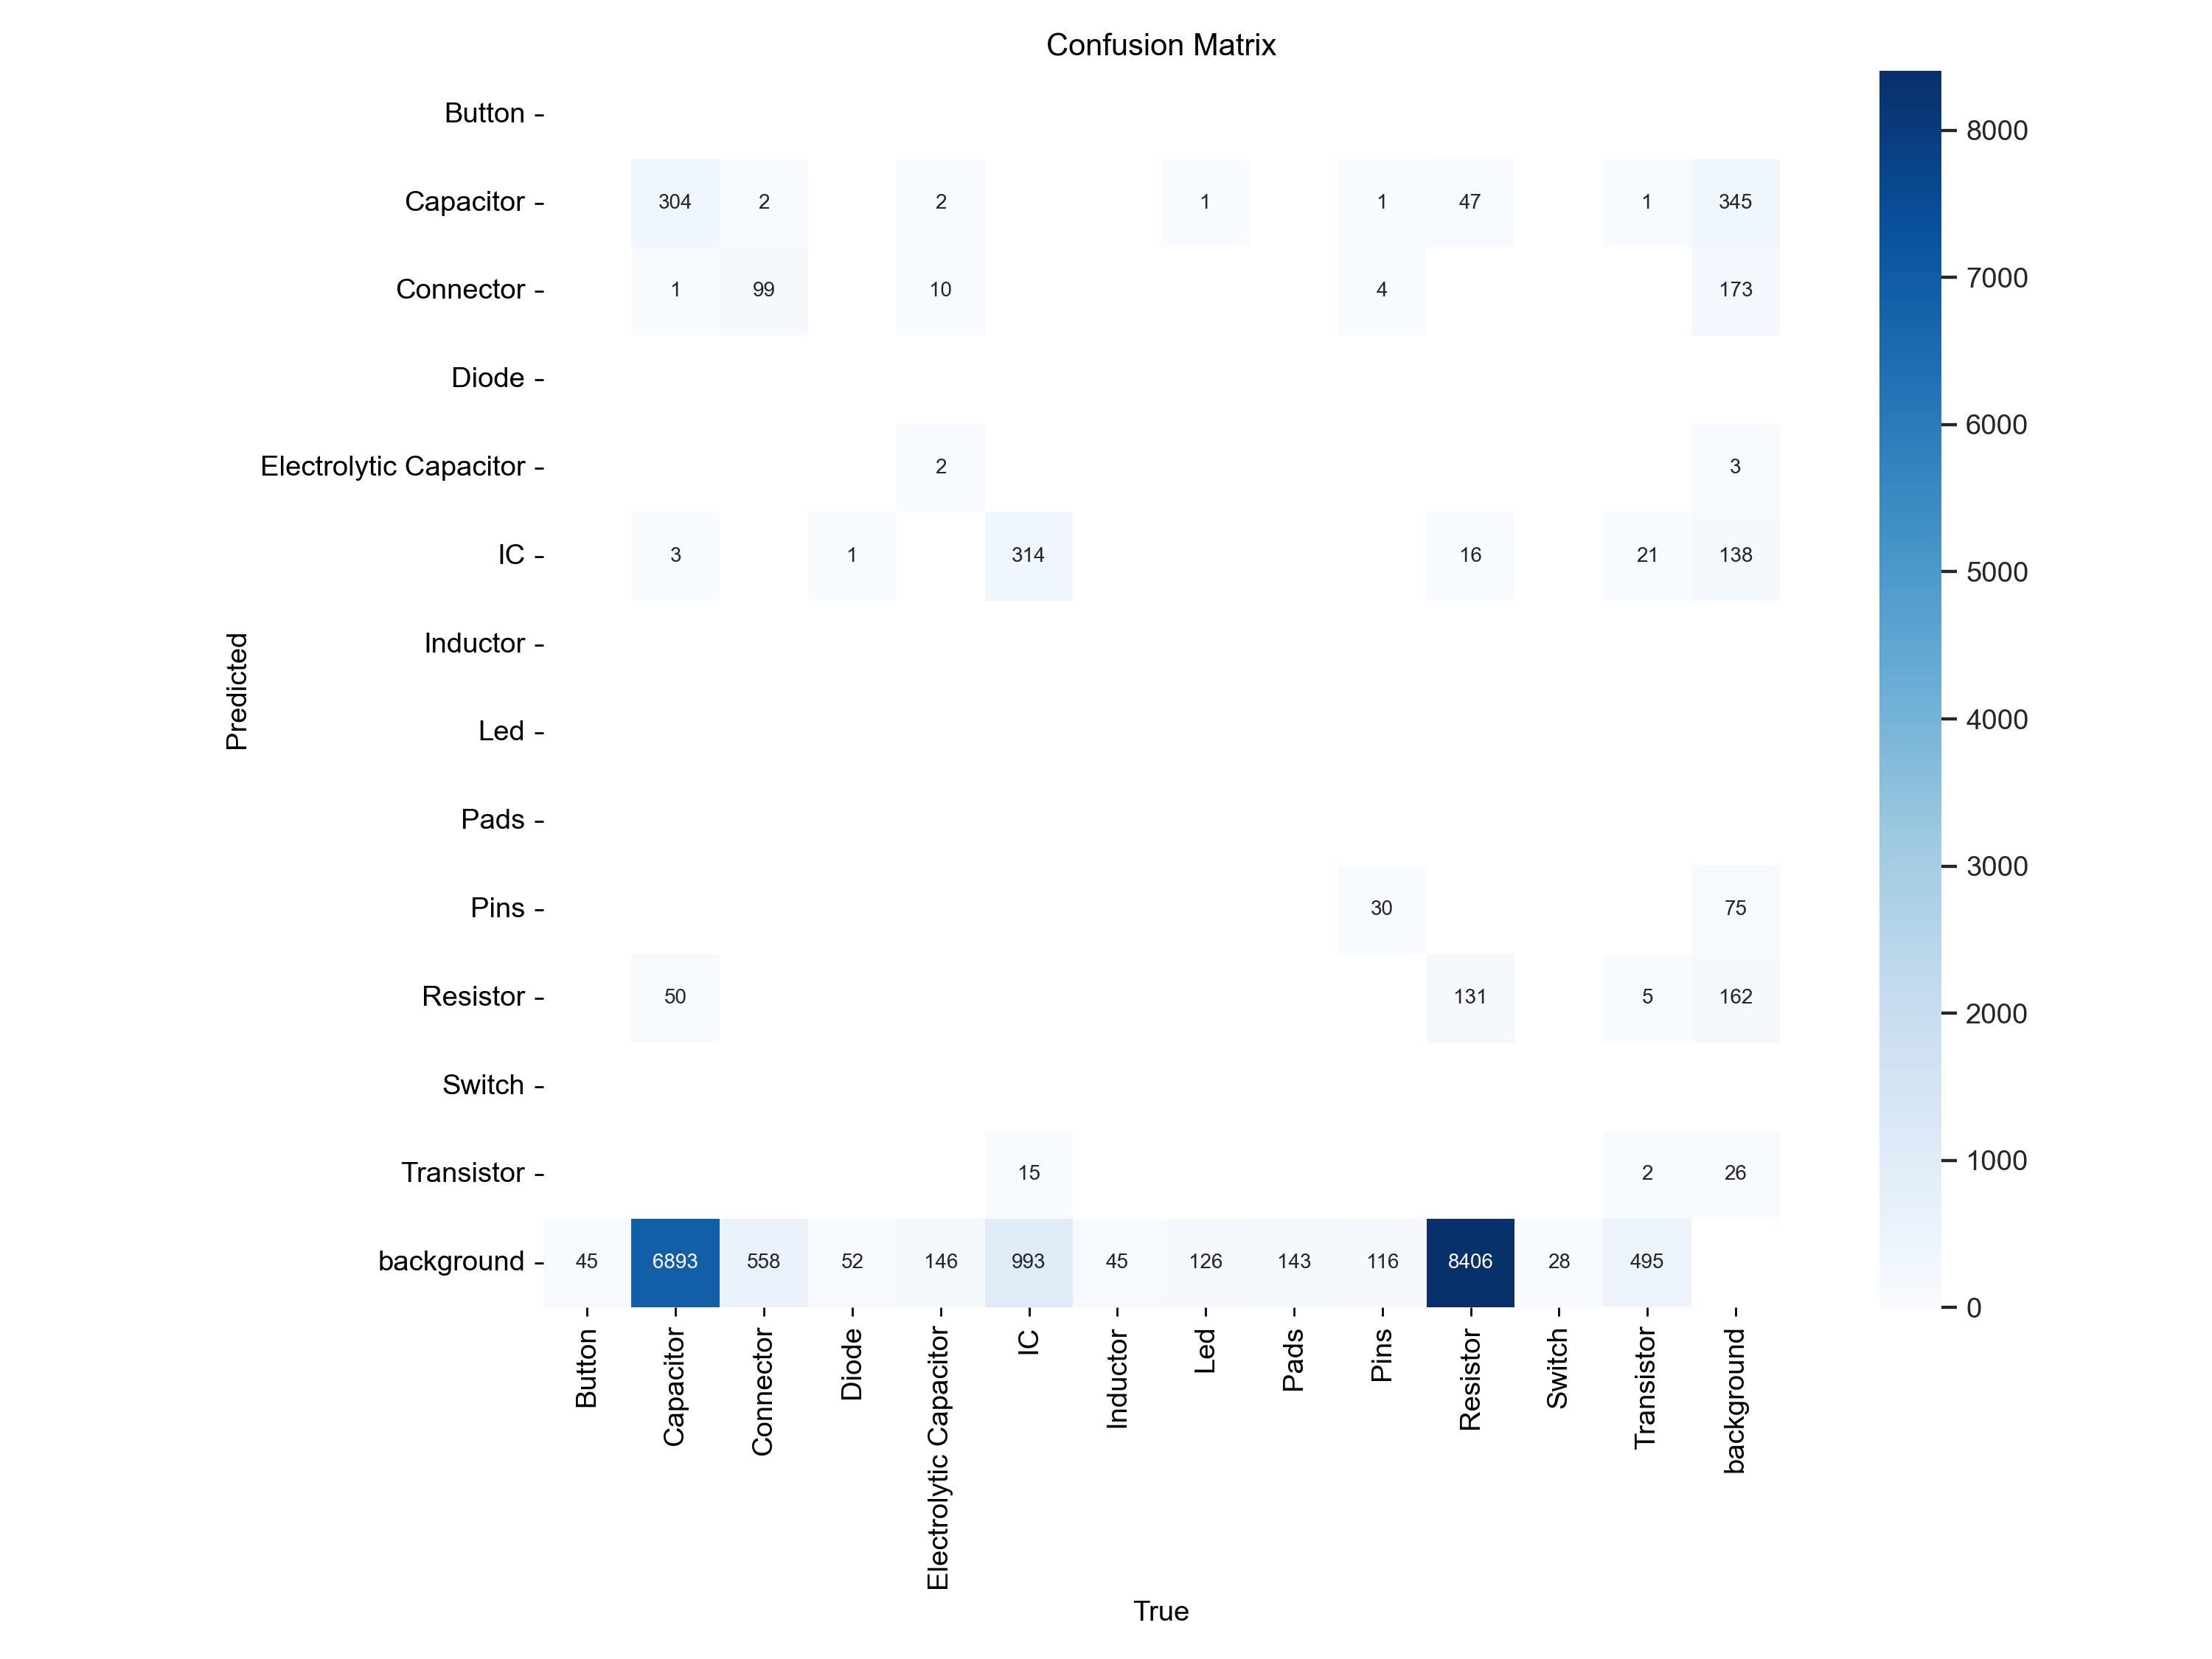 Confusion Matrix
Button
Capacitor 304 2 2 1 1 47 1 345
Connector 1 99 10 4 173
Diode
Electrolytic Capacitor 2 3
IC 3 1 314 16 21 138
Inductor
Led
Pads
Pins 30 75
Resistor 50 131 5 162
Switch
Transistor 15 2 26
background 45 6893 558 52 146 993 45 126 143 116 8406 28 495
Predicted
Button Capacitor Connector Diode Electrolytic Capacitor IC Inductor Led Pads Pins Resistor Switch Transistor background
True
8000
7000
6000
5000
4000
3000
2000
1000
0